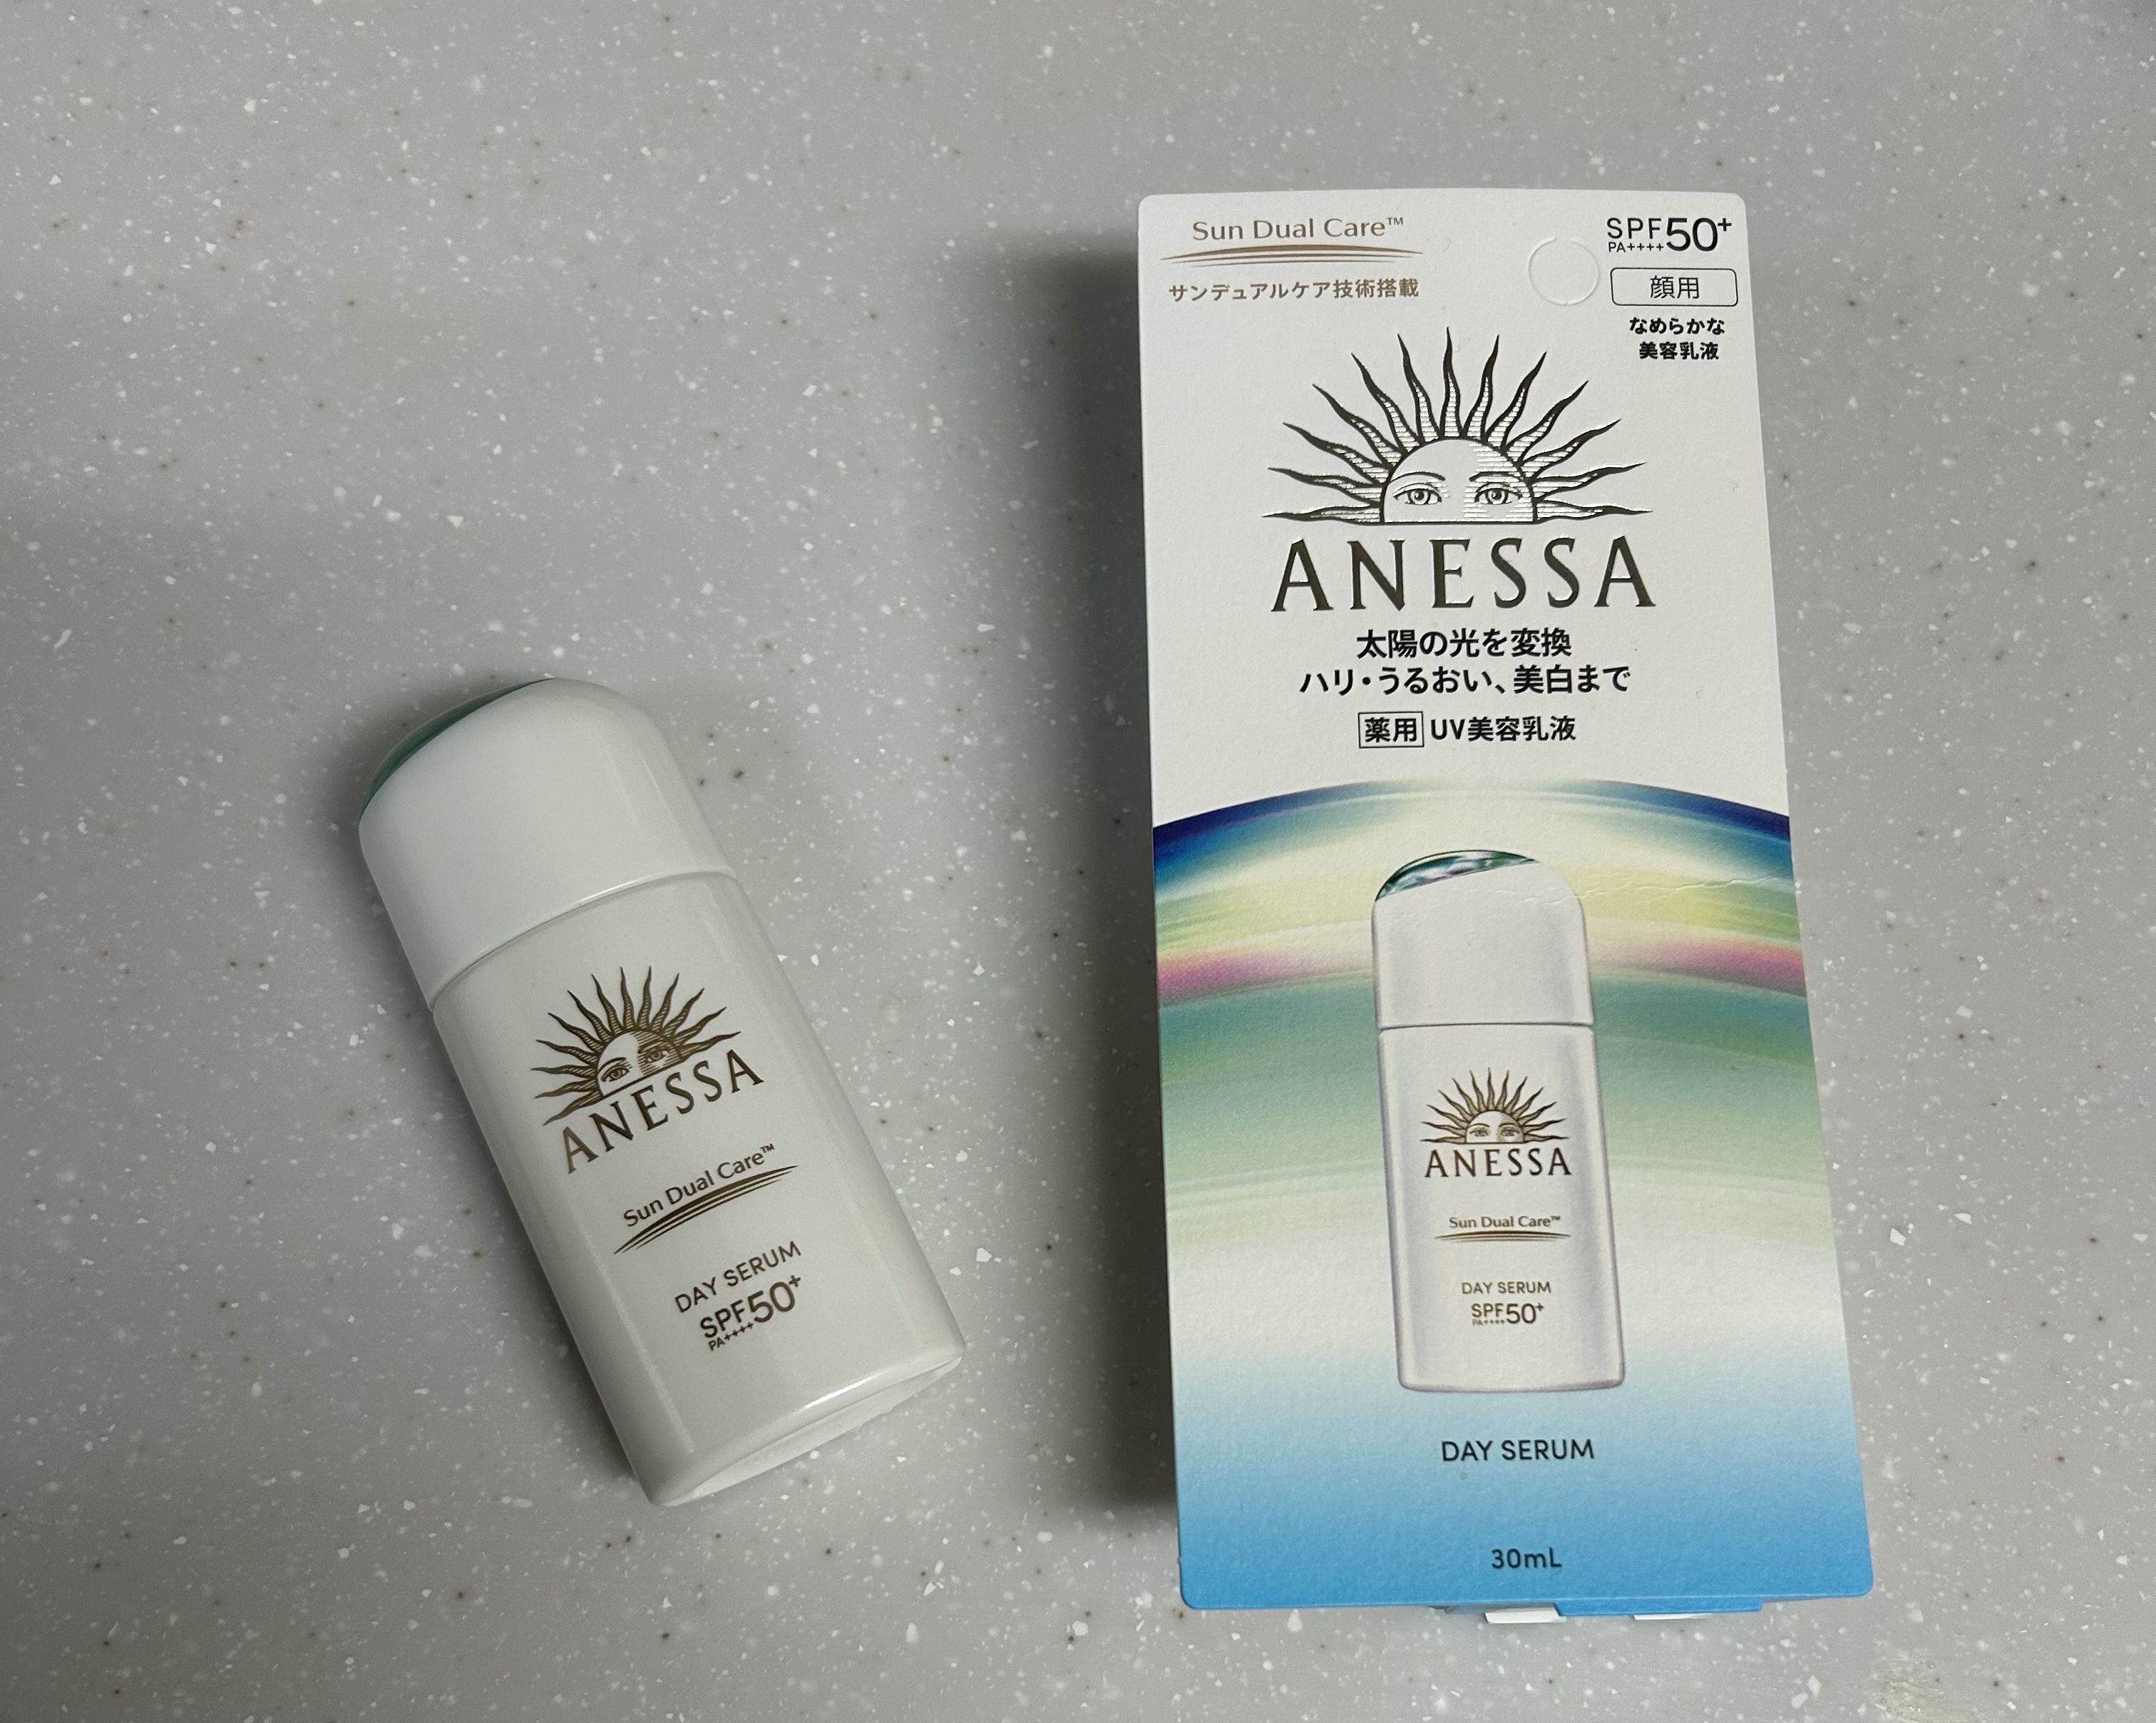 ANESSA
Sun Dual Care™
DAY SERUM
SPF50+
PA++++
Sun Dual Care™
サンデュアルケア技術搭載
SPF50+
PA++++
顔用
なめらかな
美容乳液
ANESSA
太陽の光を変換
ハリ・うるおい、美白まで
薬用 UV美容乳液
ANESSA
Sun Dual Care™
DAY SERUM
SPF50+
PA++++
DAY SERUM
30mL